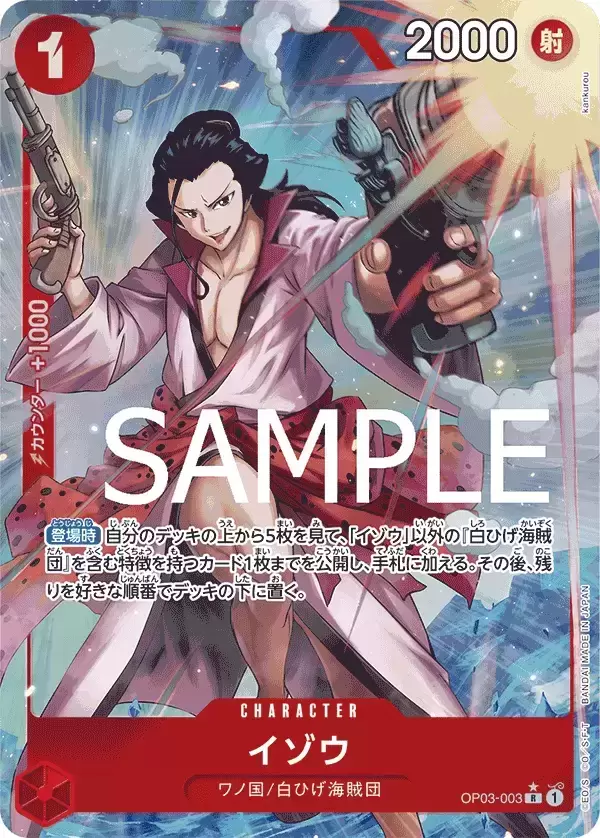 1
2000
射
kankurou
カウンター +1000
SAMPLE
登場時 自分のデッキの上から5枚を見て、「イゾウ」以外の『白ひげ海賊
団』を含む特徴を持つカード1枚までを公開し、手札に加える。その後、残
りを好きな順番でデッキの下に置く。
CHARACTER
イゾウ
ワノ国/白ひげ海賊団
OP03-003 R 1
BANDAI MADE IN JAPAN